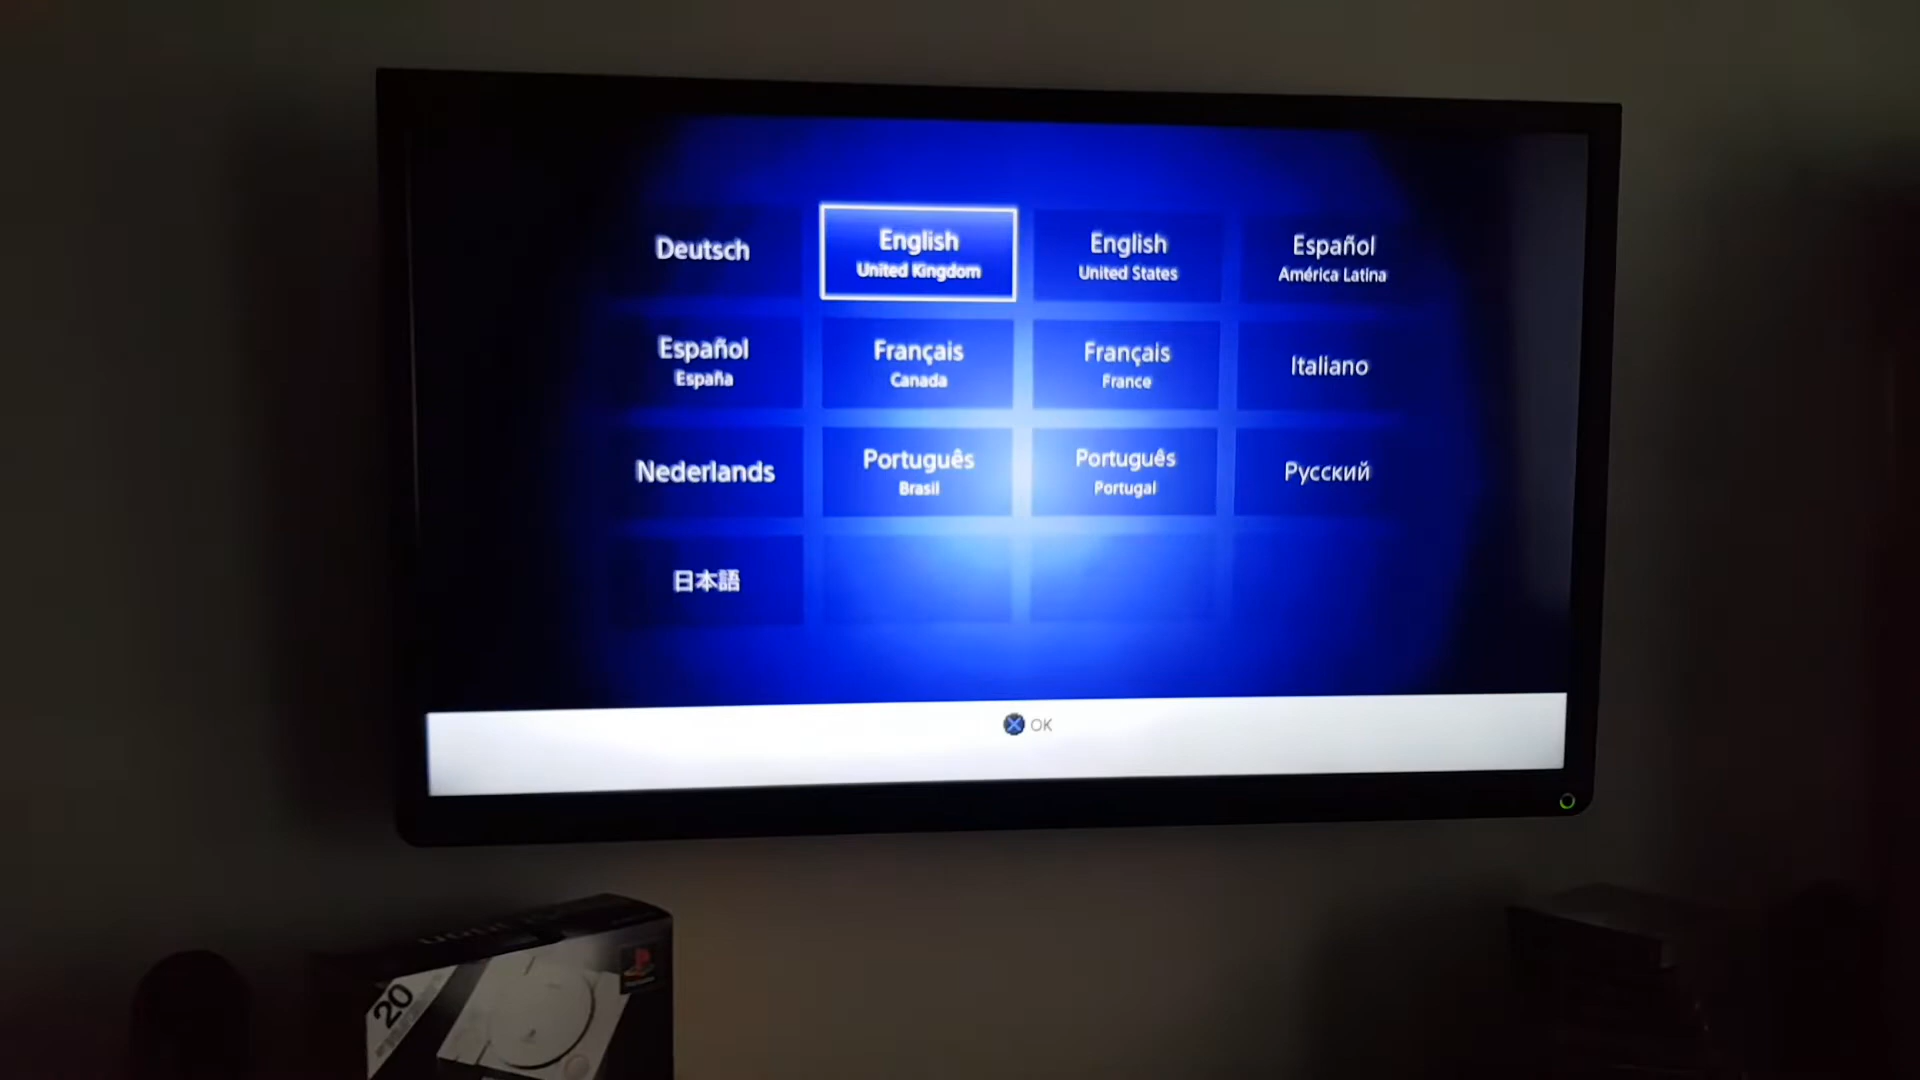 Deutsch
English
United Kingdom
English
United States
Español
América Latina
Español
España
Français
Canada
Français
France
Italiano
Nederlands
Português
Brasil
Português
Portugal
Русский
日本語
OK
20